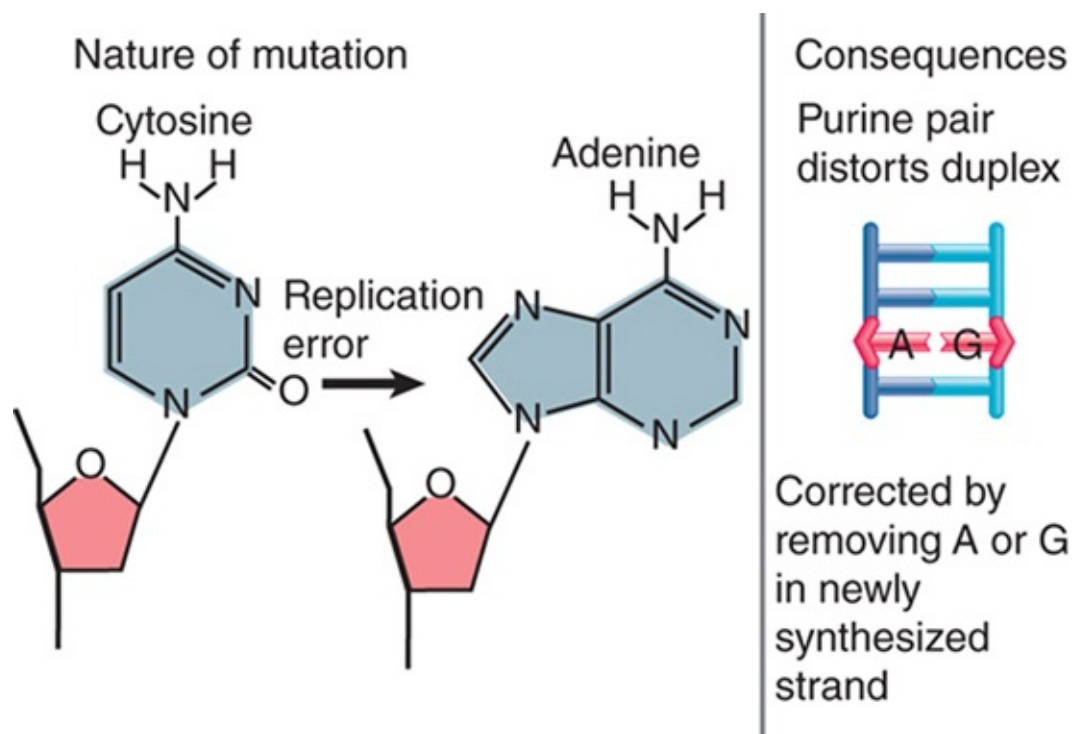 Nature of mutation
Cytosine
H H
N
N
O
N
O
Replication
error
Adenine
H H
N
N
N
N
N
O
Consequences
Purine pair
distorts duplex
A G
Corrected by
removing A or G
in newly
synthesized
strand